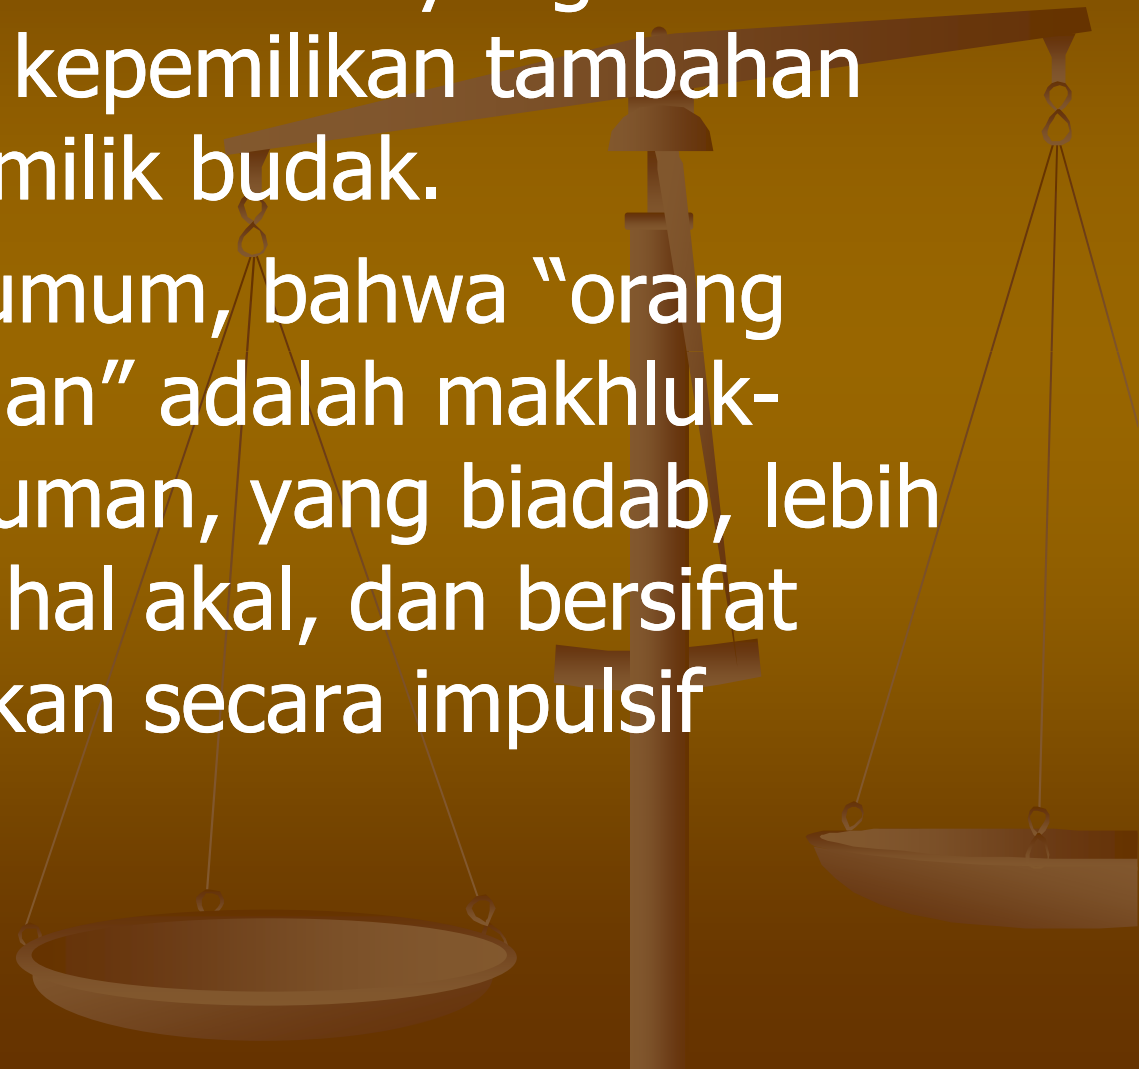 kepemilikan tambahan
milik budak.
umum, bahwa “orang
an” adalah makhluk-
uman, yang biadab, lebih
hal akal, dan bersifat
kan secara impulsif